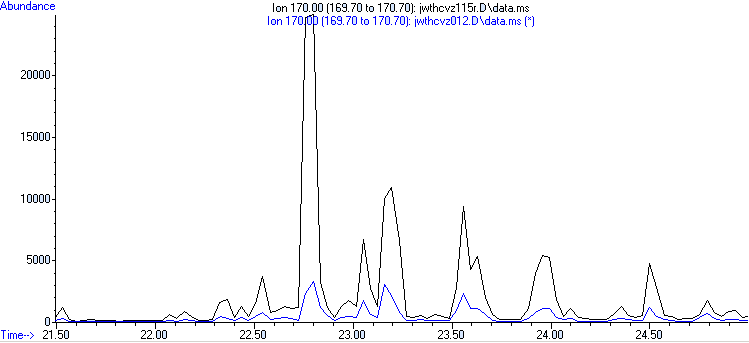 Abundance
Ion 170.00 (169.70 to 170.70): jwthcvz115r.D\data.ms
Ion 170.00 (169.70 to 170.70): jwthcvz012.D\data.ms (*)
20000
15000
10000
5000
0
21.50 22.00 22.50 23.00 23.50 24.00 24.50
Time-->